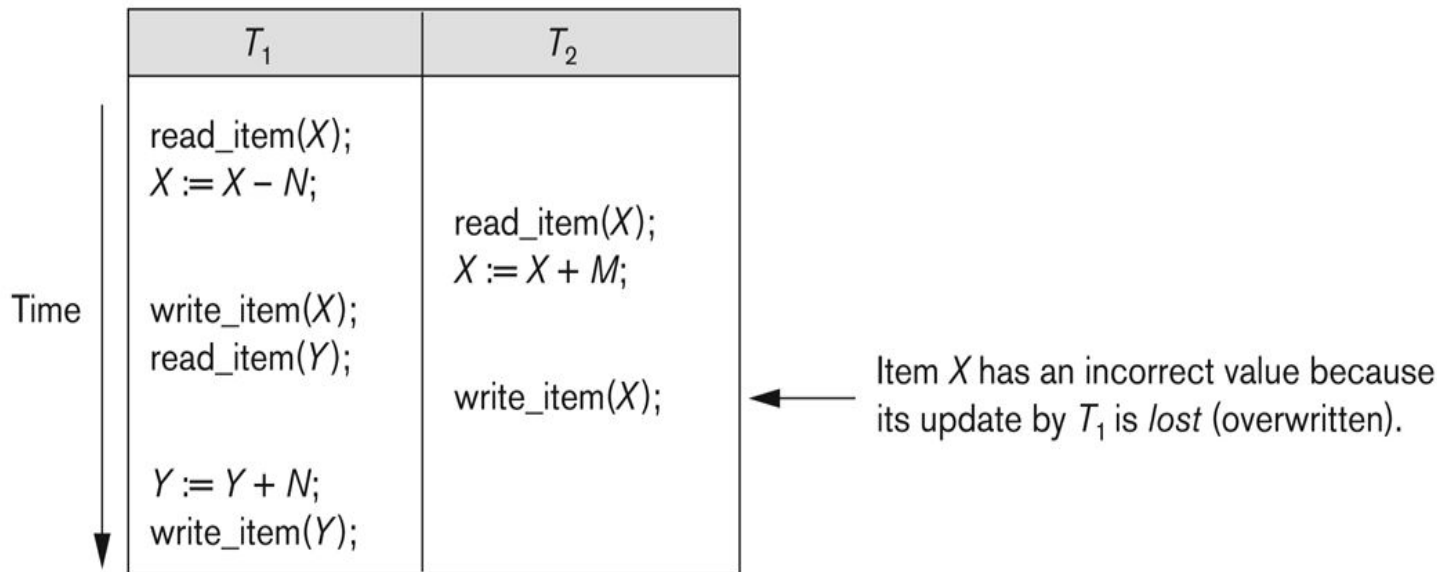 T₁ T₂
read_item(X);
X := X – N;
read_item(X);
X := X + M;
Time
write_item(X);
read_item(Y);
write_item(X);
Item X has an incorrect value because
its update by T₁ is lost (overwritten).
Y := Y + N;
write_item(Y);